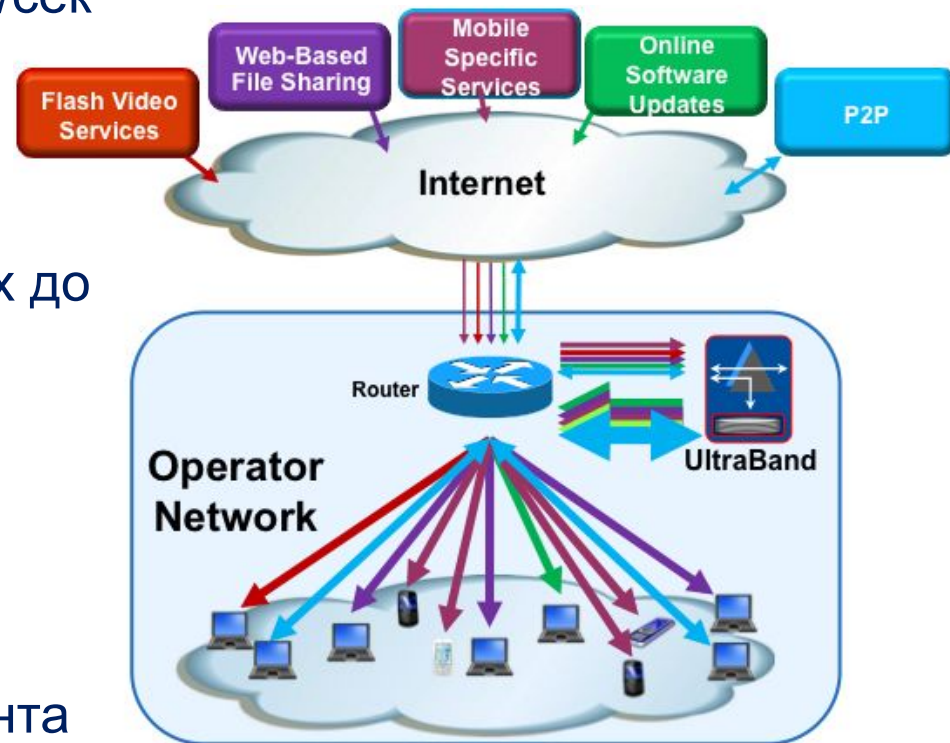 /сек
Mobile
Specific
Services
Web-Based
File Sharing
Online
Software
Updates
Flash Video
Services
P2P
Internet
х до
Router
UltraBand
Operator
Network
нта